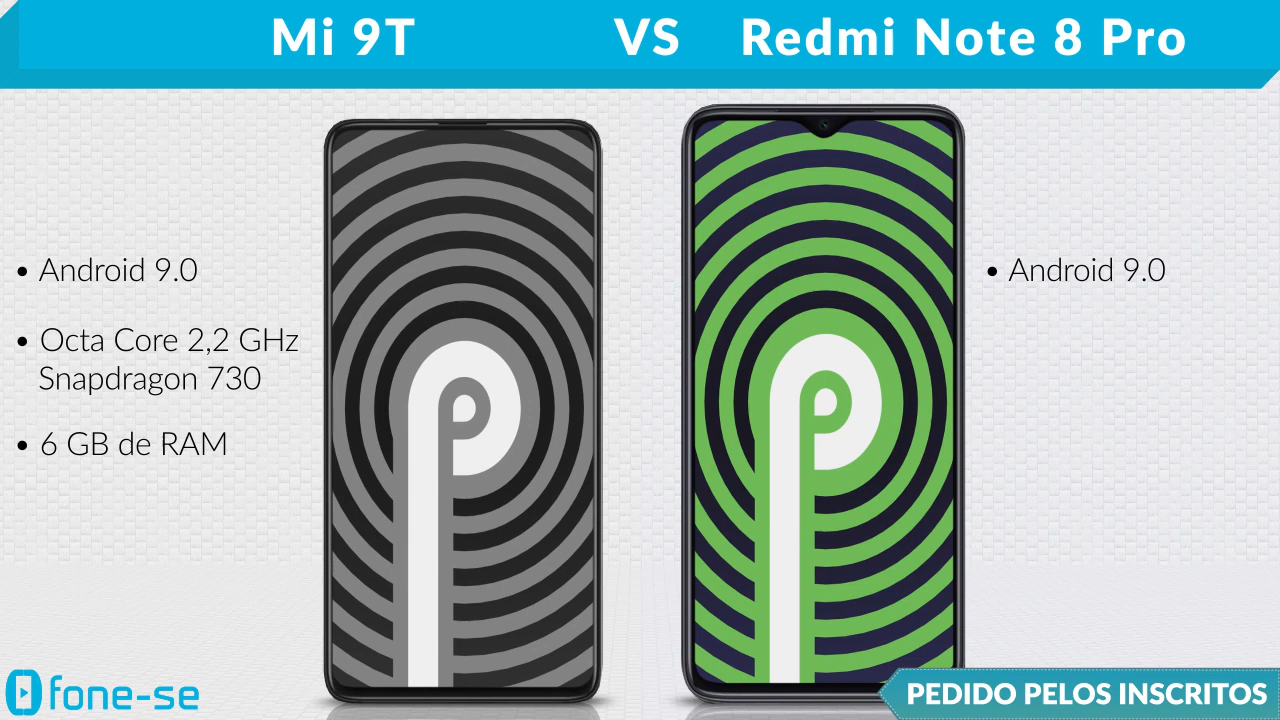 Mi 9T VS Redmi Note 8 Pro
• Android 9.0
• Octa Core 2,2 GHz
Snapdragon 730
• 6 GB de RAM
• Android 9.0
fone-se
PEDIDO PELOS INSCRITOS